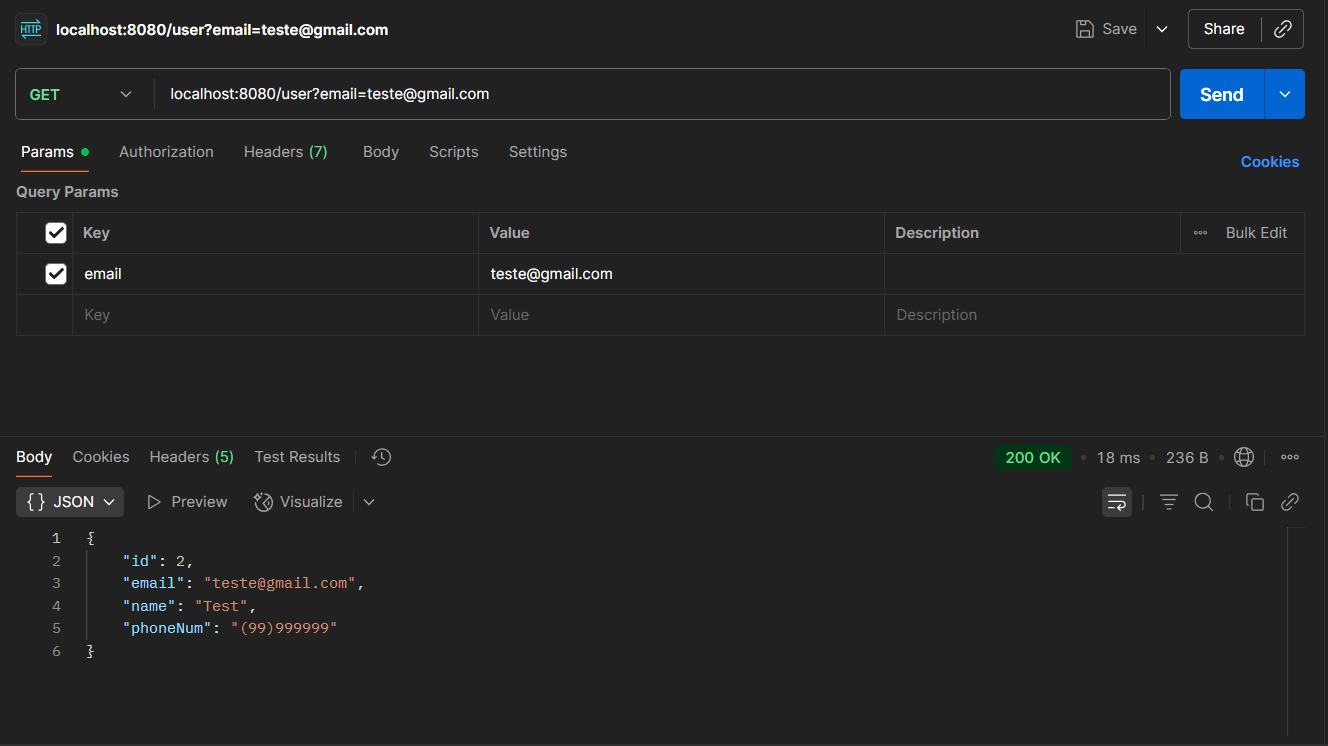 HTTP localhost:8080/user?email=teste@gmail.com Save Share
GET localhost:8080/user?email=teste@gmail.com Send
Params Authorization Headers (7) Body Scripts Settings Cookies
Query Params
Key Value Description Bulk Edit
email teste@gmail.com
Key Value Description
Body Cookies Headers (5) Test Results 200 OK • 18 ms • 236 B
{} JSON Preview Visualize
1 {
2 "id": 2,
3 "email": "teste@gmail.com",
4 "name": "Test",
5 "phoneNum": "(99)999999"
6 }